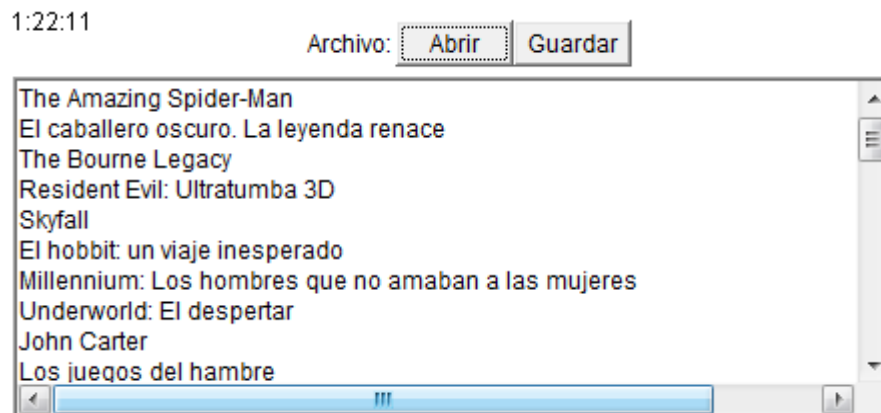 1:22:11
Archivo: Abrir Guardar
The Amazing Spider-Man
El caballero oscuro. La leyenda renace
The Bourne Legacy
Resident Evil: Ultratumba 3D
Skyfall
El hobbit: un viaje inesperado
Millennium: Los hombres que no amaban a las mujeres
Underworld: El despertar
John Carter
Los juegos del hambre